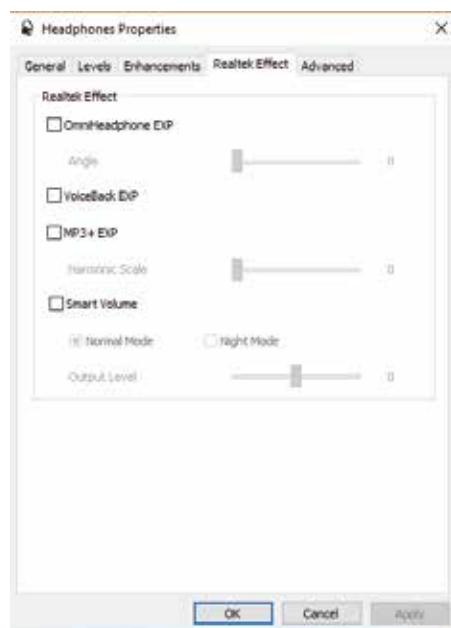 Headphones Properties
General Levels Enhancements Realtek Effect Advanced
Realtek Effect
OmniHeadphone EXP
Angle 0
VoiceBack EXP
MP3+ EXP
Harmonic Scale 0
Smart Volume
Normal Mode Night Mode
Output Level 0
OK Cancel Apply